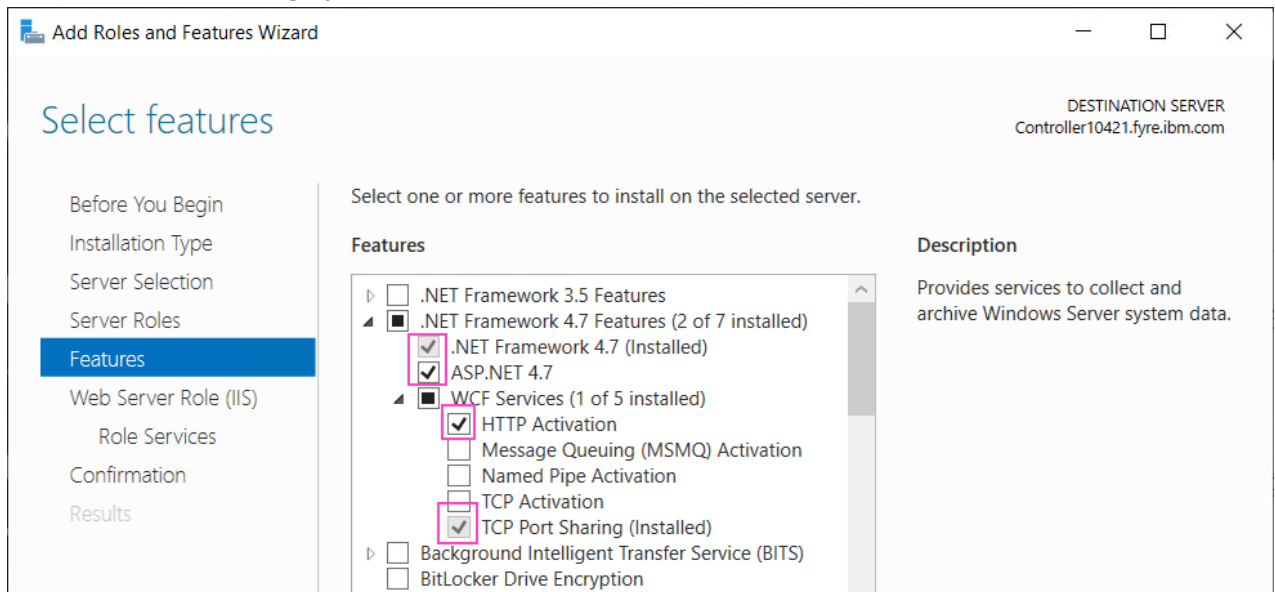 Add Roles and Features Wizard
Select features
DESTINATION SERVER
Controller10421.fyre.ibm.com
Before You Begin
Installation Type
Server Selection
Server Roles
Features
Web Server Role (IIS)
Role Services
Confirmation
Results
Select one or more features to install on the selected server.
Features
.NET Framework 3.5 Features
.NET Framework 4.7 Features (2 of 7 installed)
.NET Framework 4.7 (Installed)
ASP.NET 4.7
WCF Services (1 of 5 installed)
HTTP Activation
Message Queuing (MSMQ) Activation
Named Pipe Activation
TCP Activation
TCP Port Sharing (Installed)
Background Intelligent Transfer Service (BITS)
BitLocker Drive Encryption
Description
Provides services to collect and
archive Windows Server system data.